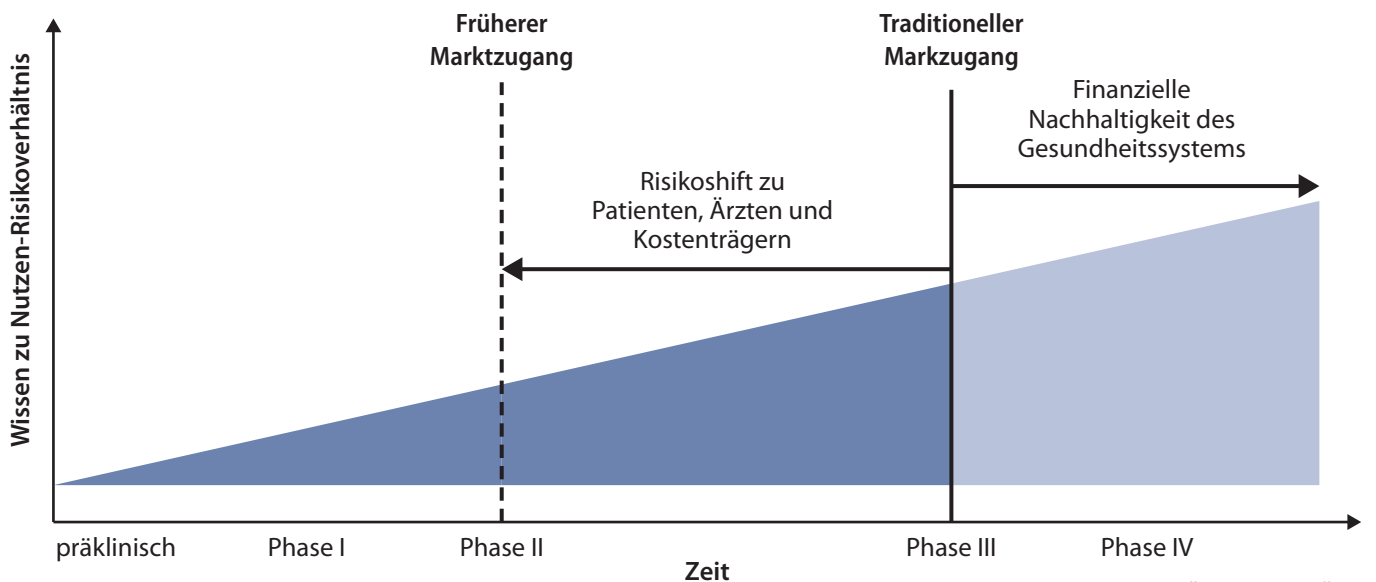 Früherer
Marktzugang
Traditioneller
Markzugang
Finanzielle
Nachhaltigkeit des
Gesundheitssystems
Risikoshift zu
Patienten, Ärzten und
Kostenträgern
Wissen zu Nutzen-Risikoverhältnis
präklinisch
Phase I
Phase II
Phase III
Phase IV
Zeit